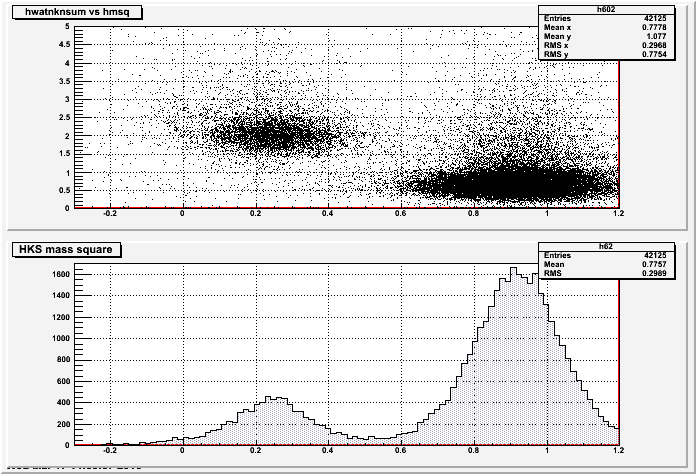 hwatnknsum vs hmsq
h602
Entries 42125
Mean x 0.7778
Mean y 1.077
RMS x 0.2968
RMS y 0.7754
5
4.5
4
3.5
3
2.5
2
1.5
1
0.5
0
-0.2 0 0.2 0.4 0.6 0.8 1 1.2
HKS mass square
h62
Entries 42125
Mean 0.7757
RMS 0.2989
1600
1400
1200
1000
800
600
400
200
0
-0.2 0 0.2 0.4 0.6 0.8 1 1.2